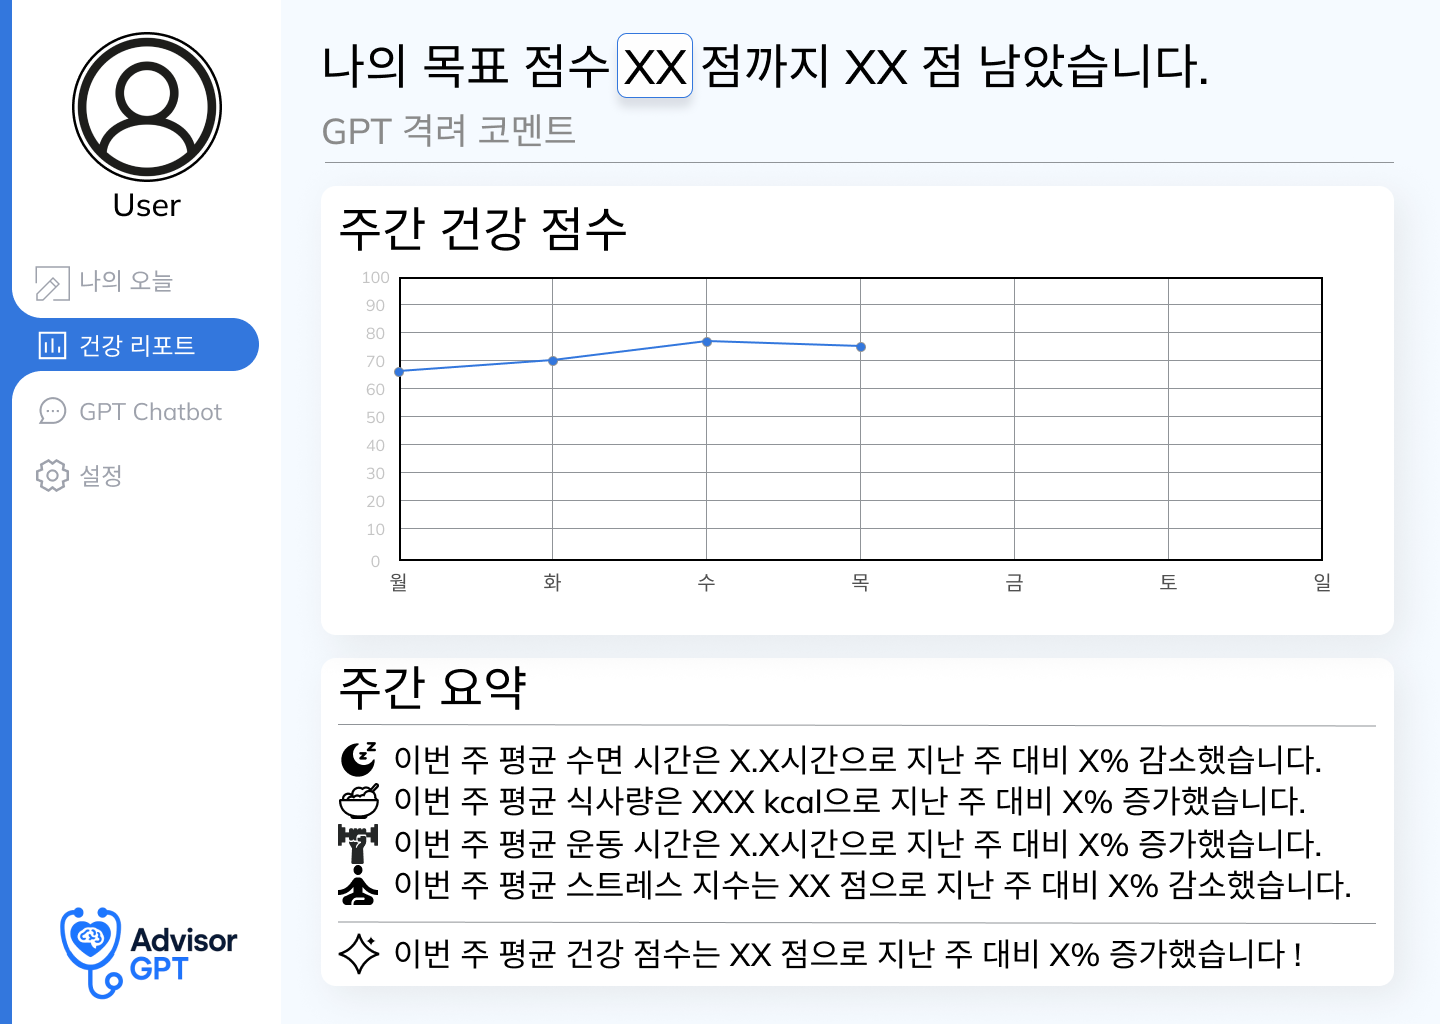 User
나의 오늘
건강 리포트
GPT Chatbot
설정
Advisor
GPT
나의 목표 점수 XX 점까지 XX 점 남았습니다.
GPT 격려 코멘트
주간 건강 점수
100
90
80
70
60
50
40
30
20
10
0
월 화 수 목 금 토 일
주간 요약
이번 주 평균 수면 시간은 X.X시간으로 지난 주 대비 X% 감소했습니다.
이번 주 평균 식사량은 XXX kcal으로 지난 주 대비 X% 증가했습니다.
이번 주 평균 운동 시간은 X.X시간으로 지난 주 대비 X% 증가했습니다.
이번 주 평균 스트레스 지수는 XX 점으로 지난 주 대비 X% 감소했습니다.
이번 주 평균 건강 점수는 XX 점으로 지난 주 대비 X% 증가했습니다 !